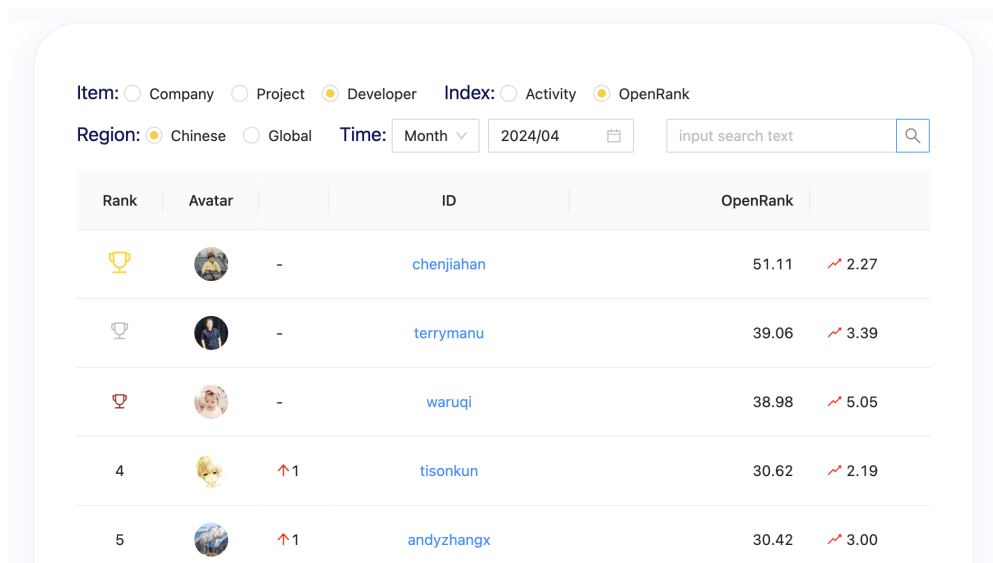 Item: Company Project Developer Index: Activity OpenRank
Region: Chinese Global Time: Month 2024/04 input search text
Rank Avatar ID OpenRank
- chenjiahan 51.11 2.27
- terrymanu 39.06 3.39
- waruqi 38.98 5.05
4 1 tisonkun 30.62 2.19
5 1 andyzhangx 30.42 3.00